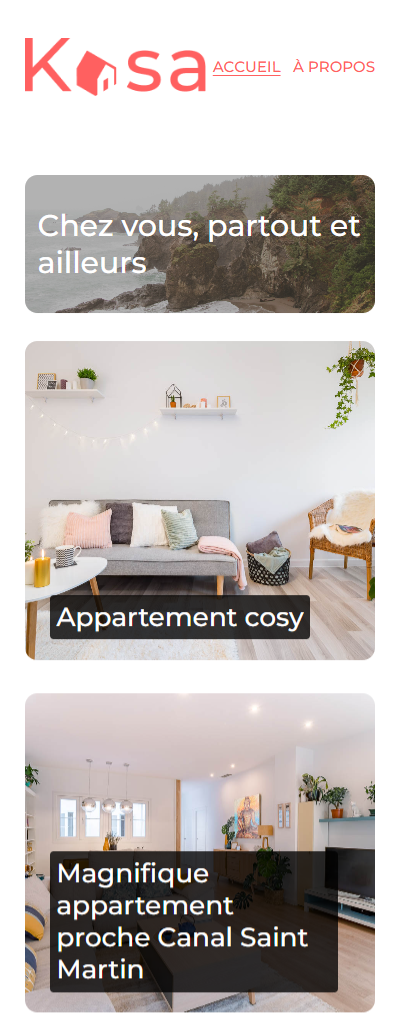 Kasa ACCUEIL À PROPOS
Chez vous, partout et
ailleurs
Appartement cosy
Magnifique
appartement
proche Canal Saint
Martin